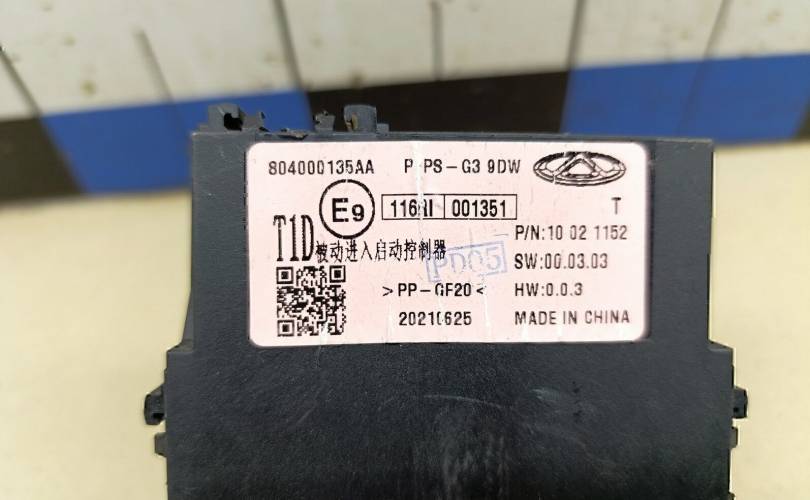 804000135AA P PS-G3 9DW
E9 116RI 001351 T
T1D P/N:10 02 1152
被动进入启动控制器
PD05 SW:00.03.03
>PP-GF20< HW:0.0.3
20210625 MADE IN CHINA